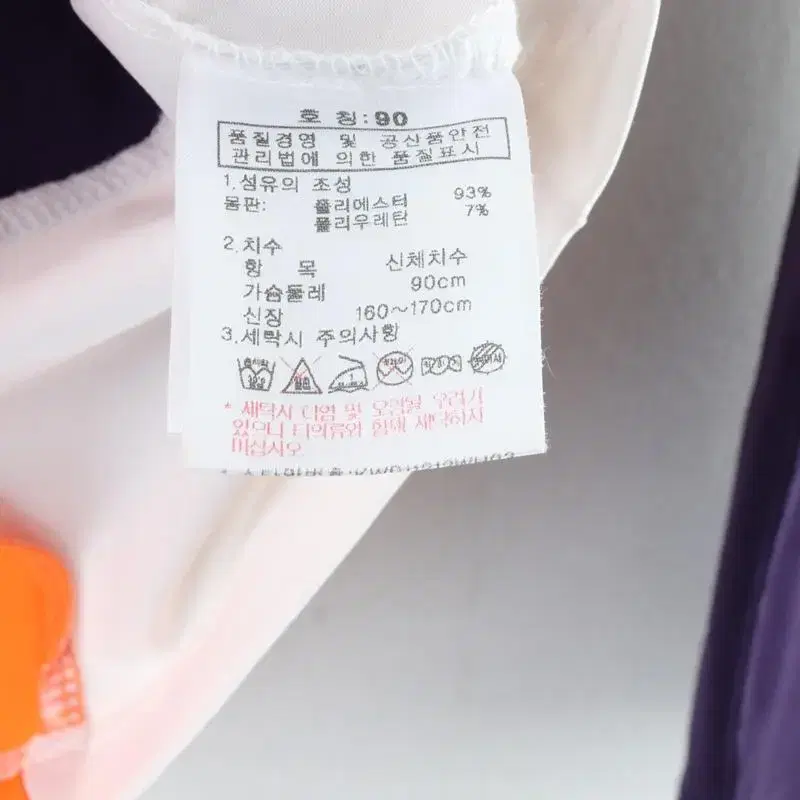 호 칭:90
품질경영 및 공산품안전
관리법에 의한 품질표시
1.섬유의 조성
몸판: 폴리에스터 93%
폴리우레탄 7%
2.치수
항 목 신체치수
가슴둘레 90cm
신장 160~170cm
3.세탁시 주의사항
* 세탁시 이염 및 오염될 우려가
있으니 타의류와 함께 세탁하지
마십시오